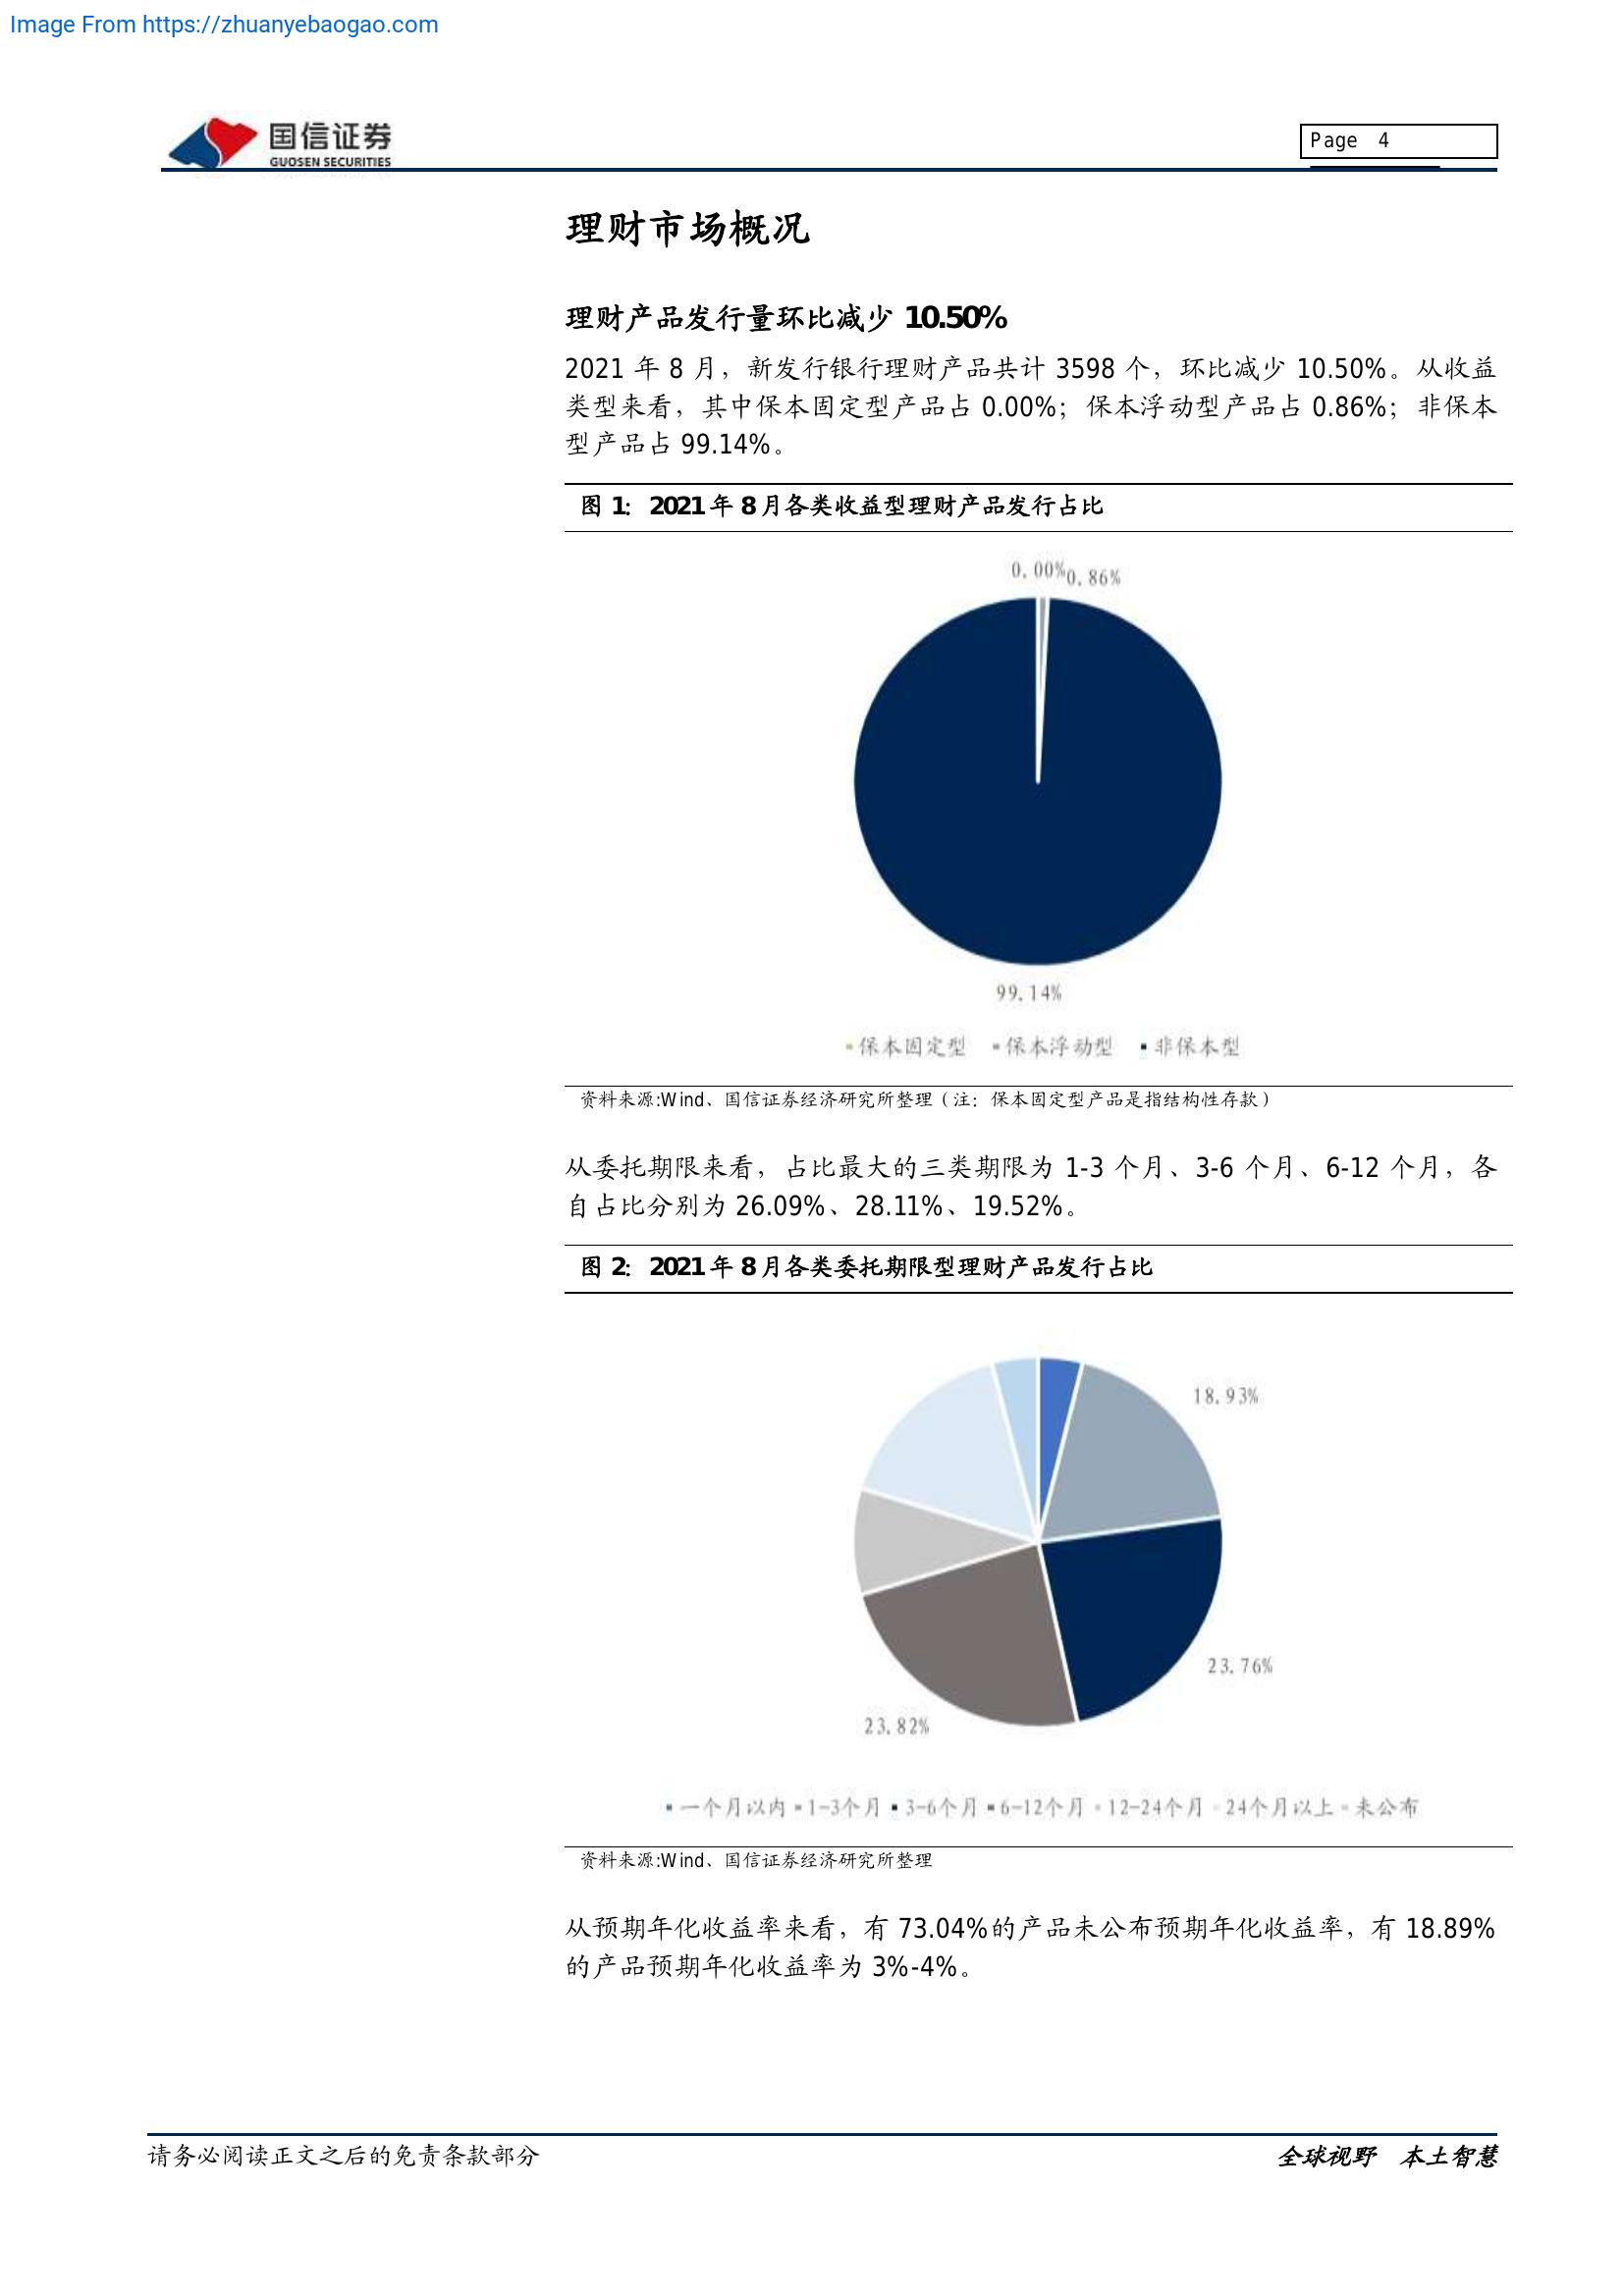 Image From https://zhuanyebaogao.com
国信证券
GUOSEN SECURITIES
Page 4
理财市场概况
理财产品发行量环比减少 10.50%
2021 年 8 月，新发行银行理财产品共计 3598 个，环比减少 10.50%。从收益
类型来看，其中保本固定型产品占 0.00%；保本浮动型产品占 0.86%；非保本
型产品占 99.14%。
图 1：2021 年 8 月各类收益型理财产品发行占比
0.00%
0.86%
99.14%
保本固定型 保本浮动型 非保本型
资料来源:Wind、国信证券经济研究所整理（注：保本固定型产品是指结构性存款）
从委托期限来看，占比最大的三类期限为 1-3 个月、3-6 个月、6-12 个月，各
自占比分别为 26.09%、28.11%、19.52%。
图 2：2021 年 8 月各类委托期限型理财产品发行占比
18.93%
23.76%
23.82%
一个月以内 1-3个月 3-6个月 6-12个月 12-24个月 24个月以上 未公布
资料来源:Wind、国信证券经济研究所整理
从预期年化收益率来看，有 73.04%的产品未公布预期年化收益率，有 18.89%
的产品预期年化收益率为 3%-4%。
请务必阅读正文之后的免责条款部分
全球视野 本土智慧